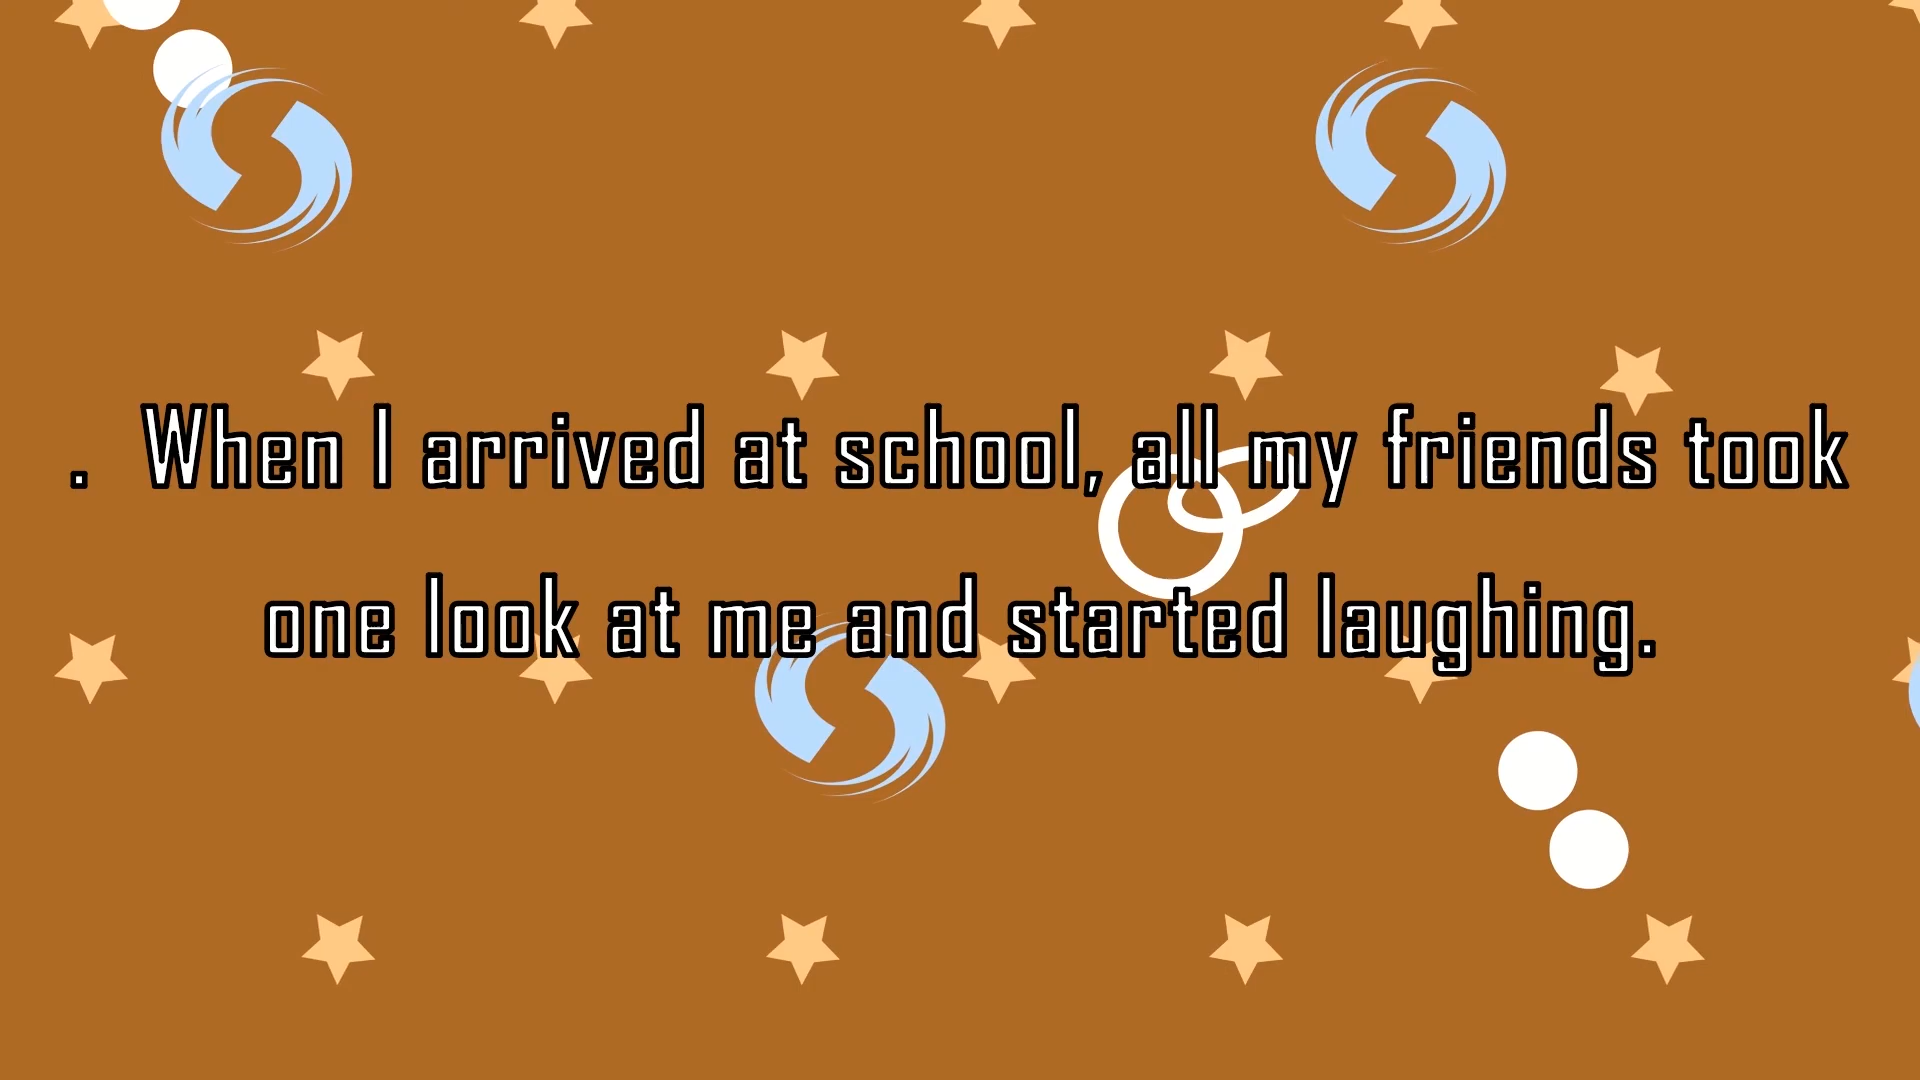 . When I arrived at school, all my friends took
one look at me and started laughing.